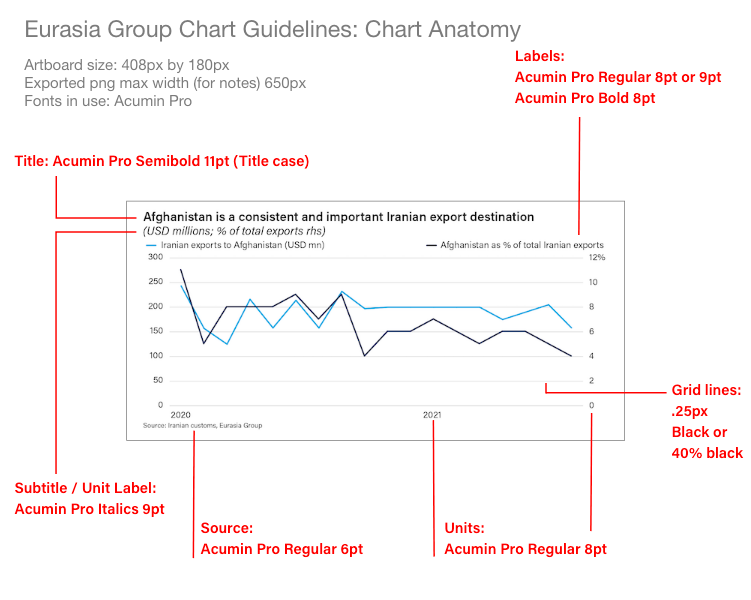 Eurasia Group Chart Guidelines: Chart Anatomy
Artboard size: 408px by 180px
Exported png max width (for notes) 650px
Fonts in use: Acumin Pro
Labels:
Acumin Pro Regular 8pt or 9pt
Acumin Pro Bold 8pt
Title: Acumin Pro Semibold 11pt (Title case)
Afghanistan is a consistent and important Iranian export destination
(USD millions; % of total exports rhs)
Iranian exports to Afghanistan (USD mn) Afghanistan as % of total Iranian exports
300 12%
250 10
200 8
150 6
100 4
50 2
0 0
2020 2021
Source: Iranian customs, Eurasia Group
Grid lines:
.25px
Black or
40% black
Subtitle / Unit Label:
Acumin Pro Italics 9pt
Source:
Acumin Pro Regular 6pt
Units:
Acumin Pro Regular 8pt